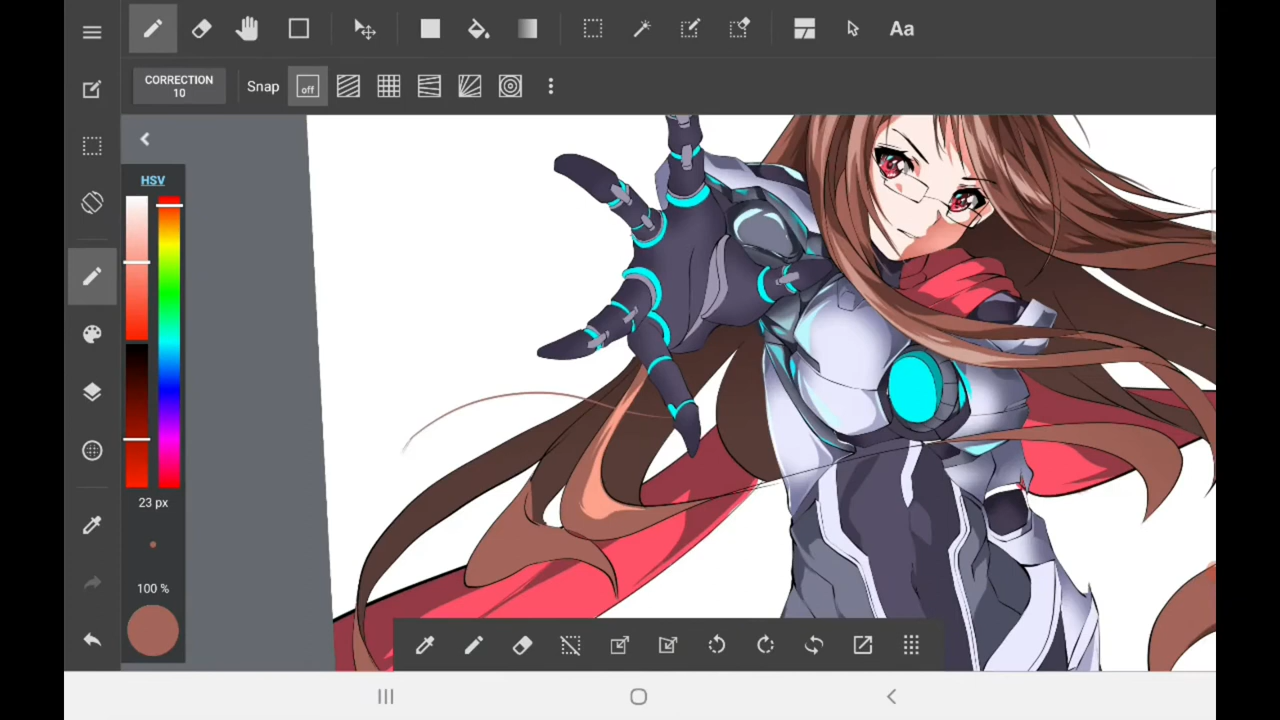 Aa
CORRECTION
10
Snap
off
HSV
23 px
100 %